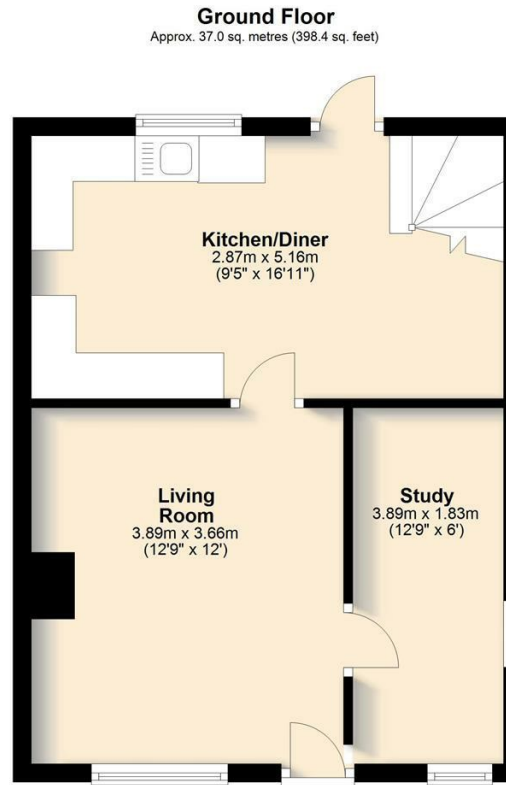 Ground Floor
Approx. 37.0 sq. metres (398.4 sq. feet)
Kitchen/Diner
2.87m x 5.16m
(9'5" x 16'11")
Living
Room
3.89m x 3.66m
(12'9" x 12')
Study
3.89m x 1.83m
(12'9" x 6')